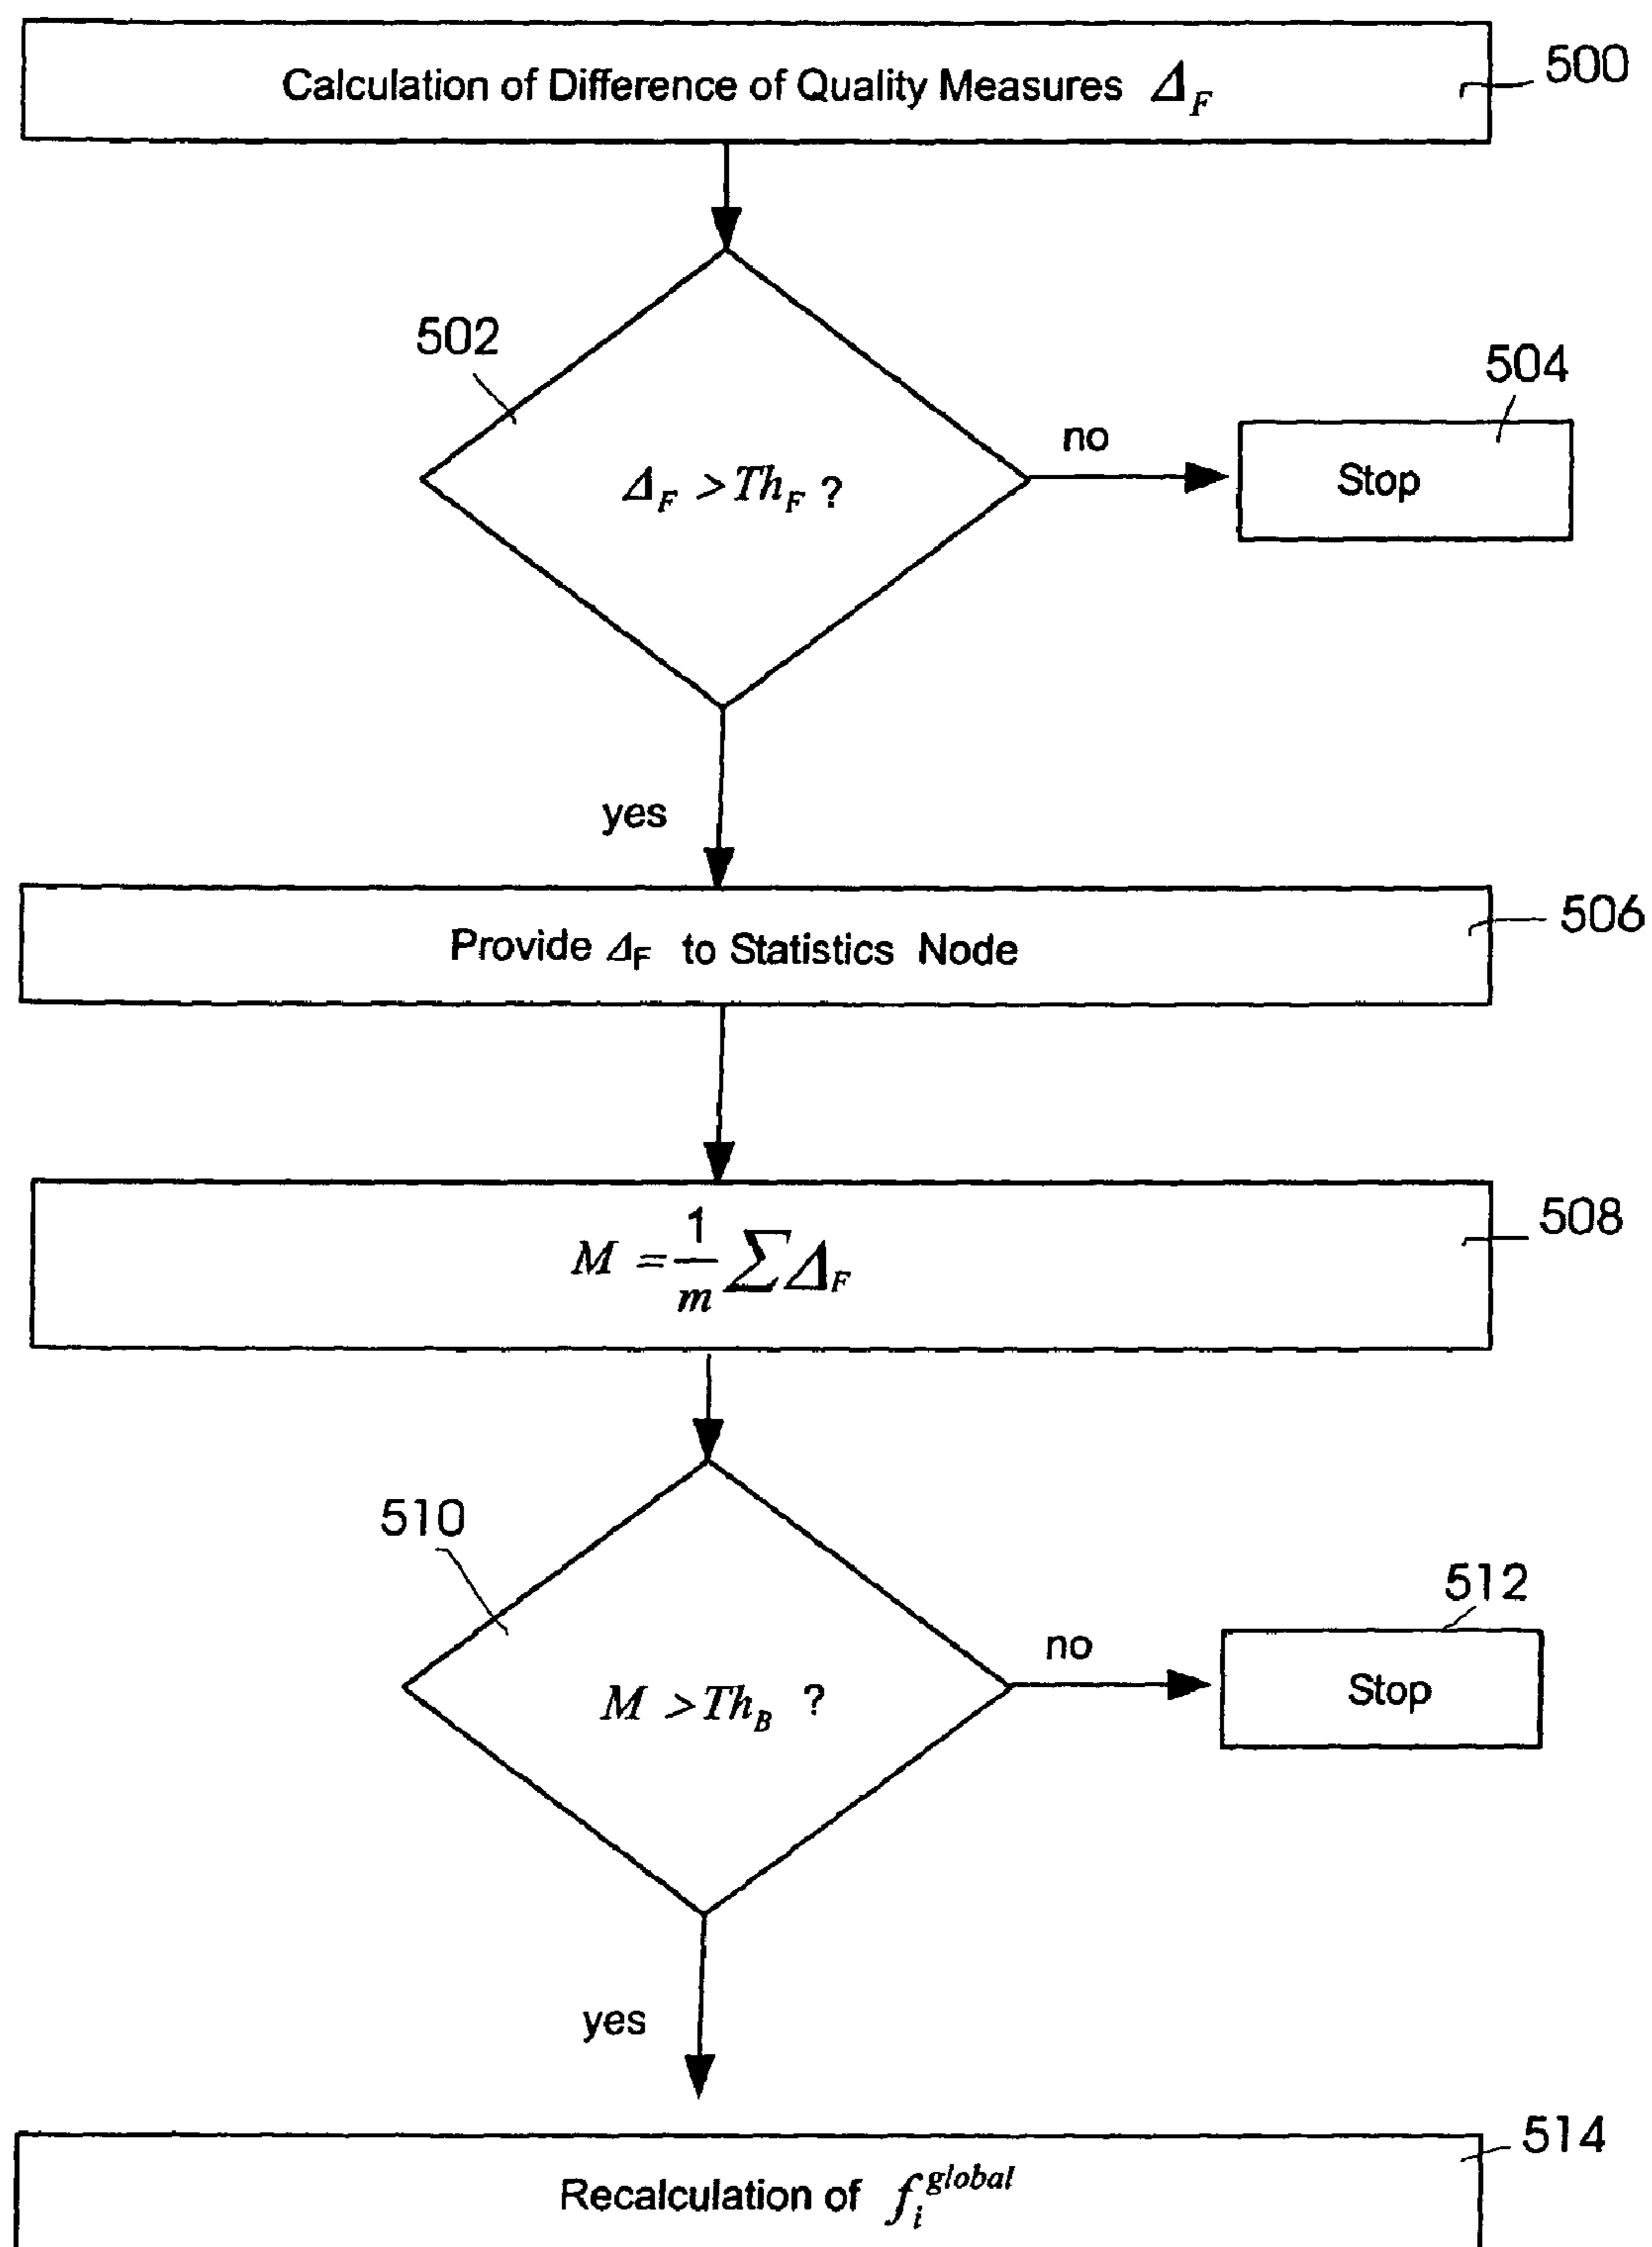 Calculation of Difference of Quality Measures Δ_F
500
502
Δ_F > Th_F ?
no
504
Stop
yes
Provide Δ_F to Statistics Node
506
M = 1/m ΣΔ_F
508
510
M > Th_B ?
no
512
Stop
yes
514
Recalculation of f_i^global